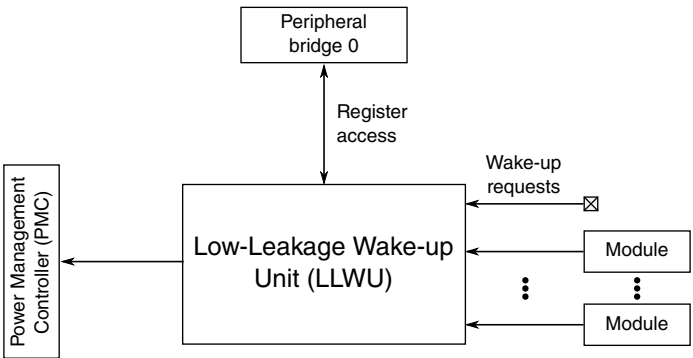 Peripheral
bridge 0
Register
access
Wake-up
requests
Power Management
Controller (PMC)
Low-Leakage Wake-up
Unit (LLWU)
Module
Module